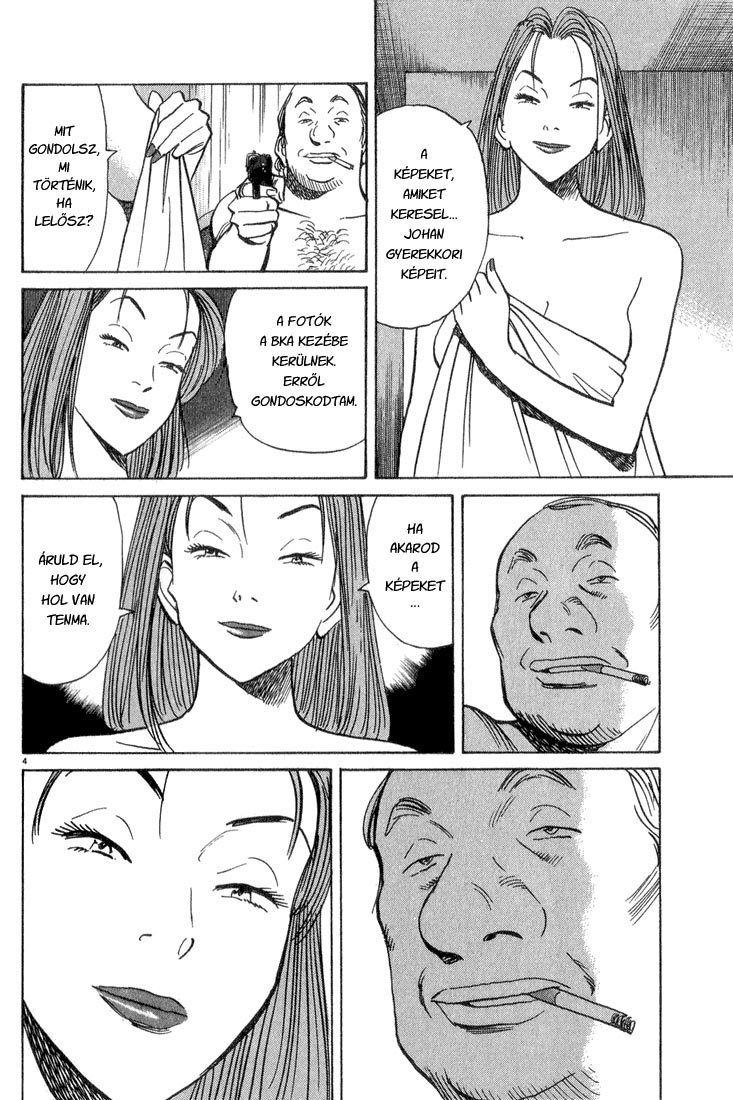 A
KÉPEKET,
AMIKET
KERESEL...
JOHAN
GYEREKKORI
KÉPEIT.
MIT
GONDOLSZ,
MI
TÖRTÉNIK,
HA
LELŐSZ?
A FOTÓK
A BKA KEZÉBE
KERÜLNEK.
ERRŐL
GONDOSKODTAM.
HA
AKAROD
A
KÉPEKET
...
ÁRULD EL,
HOGY
HOL VAN
TENMA.
4